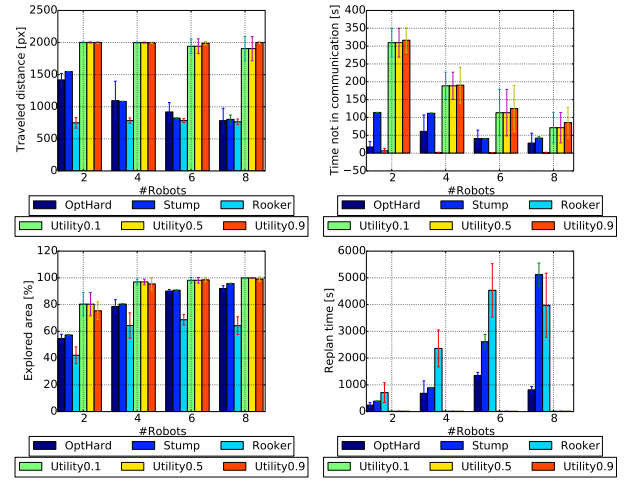 Traveled distance [px]
2500
2000
1500
1000
500
0
2 4 6 8
#Robots
OptHard Stump Rooker
Utility0.1 Utility0.5 Utility0.9
Time not in communication [s]
400
350
300
250
200
150
100
50
0
−50
2 4 6 8
#Robots
OptHard Stump Rooker
Utility0.1 Utility0.5 Utility0.9
Explored area [%]
120
100
80
60
40
20
0
2 4 6 8
#Robots
OptHard Stump Rooker
Utility0.1 Utility0.5 Utility0.9
Replan time [s]
6000
5000
4000
3000
2000
1000
0
2 4 6 8
#Robots
OptHard Stump Rooker
Utility0.1 Utility0.5 Utility0.9